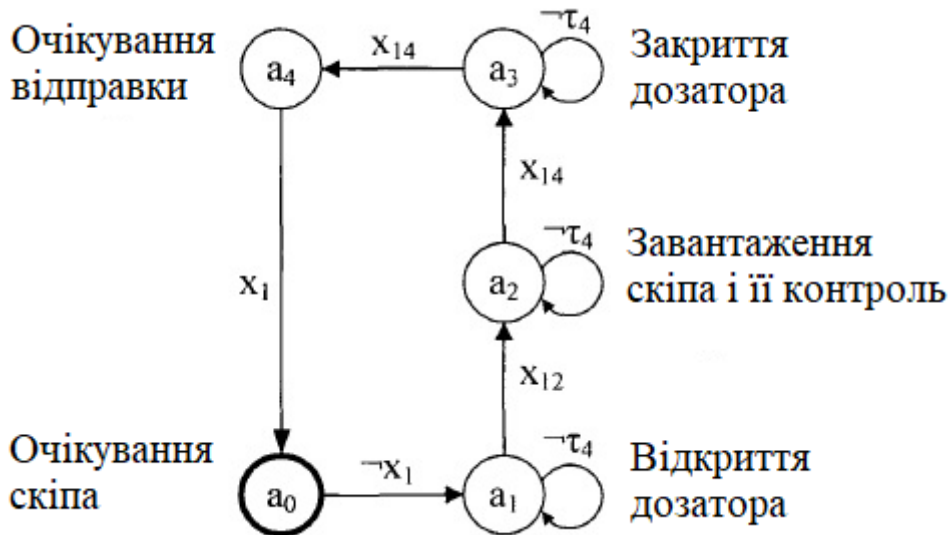 Очікування
відправки
a₄
x₁₄
a₃
¬τ₄
Закриття
дозатора
x₁₄
¬τ₄
a₂
Завантаження
скіпа і її контроль
x₁
x₁₂
Очікування
скіпа
a₀
¬x₁
a₁
¬τ₄
Відкриття
дозатора